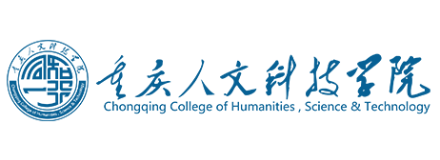 重庆人文科技学院
Chongqing College of Humanities , Science & Technology